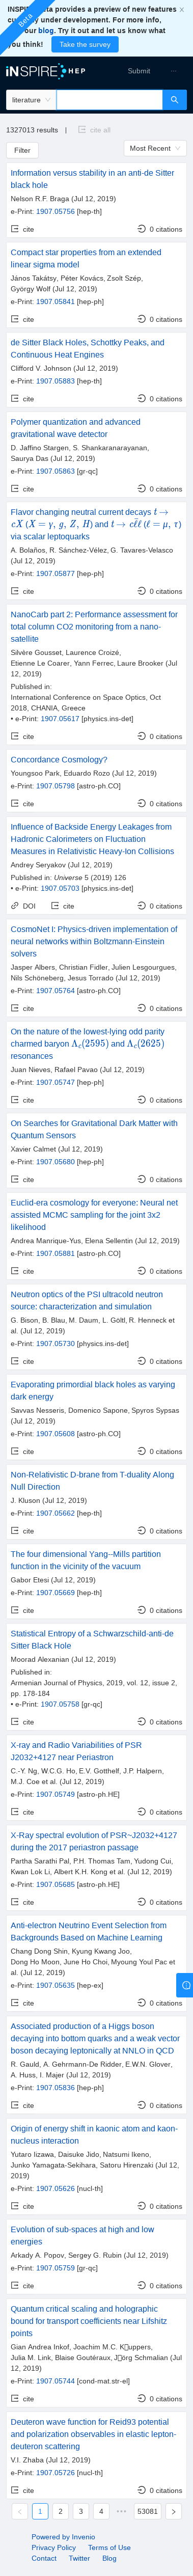 INSPIRE beta provides a preview of our
currently under development. For more info,
our blog. Try it out and let us know what
you think! Take the survey
Beta
INSPIRE HEP Submit ...
literature
1327013 results | cite all
Filter Most Recent
Information versus stability in an anti-de Sitter
black hole
Nelson R.F. Braga (Jul 12, 2019)
e-Print: 1907.05756 [hep-th]
cite 0 citations
Compact star properties from an extended
linear sigma model
János Takátsy, Péter Kovács, Zsolt Szép,
György Wolf (Jul 12, 2019)
e-Print: 1907.05841 [hep-ph]
cite 0 citations
de Sitter Black Holes, Schottky Peaks, and
Continuous Heat Engines
Clifford V. Johnson (Jul 12, 2019)
e-Print: 1907.05883 [hep-th]
cite 0 citations
Polymer quantization and advanced
gravitational wave detector
D. Jaffino Stargen, S. Shankaranarayanan,
Saurya Das (Jul 12, 2019)
e-Print: 1907.05863 [gr-qc]
cite 0 citations
Flavor changing neutral current decays t →
cX (X = γ, g, Z, H) and t → cℓ̄ℓ (ℓ = μ, τ)
via scalar leptoquarks
A. Bolaños, R. Sánchez-Vélez, G. Tavares-Velasco
(Jul 12, 2019)
e-Print: 1907.05877 [hep-ph]
cite 0 citations
NanoCarb part 2: Performance assessment for
total column CO2 monitoring from a nano-
satellite
Silvère Gousset, Laurence Croizé,
Etienne Le Coarer, Yann Ferrec, Laure Brooker (Jul
12, 2019)
Published in:
International Conference on Space Optics, Oct
2018, CHANIA, Greece
• e-Print: 1907.05617 [physics.ins-det]
cite 0 citations
Concordance Cosmology?
Youngsoo Park, Eduardo Rozo (Jul 12, 2019)
e-Print: 1907.05798 [astro-ph.CO]
cite 0 citations
Influence of Backside Energy Leakages from
Hadronic Calorimeters on Fluctuation
Measures in Relativistic Heavy-Ion Collisions
Andrey Seryakov (Jul 12, 2019)
Published in: Universe 5 (2019) 126
• e-Print: 1907.05703 [physics.ins-det]
DOI cite 0 citations
CosmoNet I: Physics-driven implementation of
neural networks within Boltzmann-Einstein
solvers
Jasper Albers, Christian Fidler, Julien Lesgourgues,
Nils Schöneberg, Jesus Torrado (Jul 12, 2019)
e-Print: 1907.05764 [astro-ph.CO]
cite 0 citations
On the nature of the lowest-lying odd parity
charmed baryon Λc(2595) and Λc(2625)
resonances
Juan Nieves, Rafael Pavao (Jul 12, 2019)
e-Print: 1907.05747 [hep-ph]
cite 0 citations
On Searches for Gravitational Dark Matter with
Quantum Sensors
Xavier Calmet (Jul 12, 2019)
e-Print: 1907.05680 [hep-ph]
cite 0 citations
Euclid-era cosmology for everyone: Neural net
assisted MCMC sampling for the joint 3x2
likelihood
Andrea Manrique-Yus, Elena Sellentin (Jul 12, 2019)
e-Print: 1907.05881 [astro-ph.CO]
cite 0 citations
Neutron optics of the PSI ultracold neutron
source: characterization and simulation
G. Bison, B. Blau, M. Daum, L. Göltl, R. Henneck et
al. (Jul 12, 2019)
e-Print: 1907.05730 [physics.ins-det]
cite 0 citations
Evaporating primordial black holes as varying
dark energy
Savvas Nesseris, Domenico Sapone, Spyros Sypsas
(Jul 12, 2019)
e-Print: 1907.05608 [astro-ph.CO]
cite 0 citations
Non-Relativistic D-brane from T-duality Along
Null Direction
J. Kluson (Jul 12, 2019)
e-Print: 1907.05662 [hep-th]
cite 0 citations
The four dimensional Yang--Mills partition
function in the vicinity of the vacuum
Gabor Etesi (Jul 12, 2019)
e-Print: 1907.05669 [hep-th]
cite 0 citations
Statistical Entropy of a Schwarzschild-anti-de
Sitter Black Hole
Moorad Alexanian (Jul 12, 2019)
Published in:
Armenian Journal of Physics, 2019, vol. 12, issue 2,
pp. 178-184
• e-Print: 1907.05758 [gr-qc]
cite 0 citations
X-ray and Radio Variabilities of PSR
J2032+4127 near Periastron
C.-Y. Ng, W.C.G. Ho, E.V. Gotthelf, J.P. Halpern,
M.J. Coe et al. (Jul 12, 2019)
e-Print: 1907.05749 [astro-ph.HE]
cite 0 citations
X-Ray spectral evolution of PSR~J2032+4127
during the 2017 periastron passage
Partha Sarathi Pal, P.H. Thomas Tam, Yudong Cui,
Kwan Lok Li, Albert K.H. Kong et al. (Jul 12, 2019)
e-Print: 1907.05685 [astro-ph.HE]
cite 0 citations
Anti-electron Neutrino Event Selection from
Backgrounds Based on Machine Learning
Chang Dong Shin, Kyung Kwang Joo,
Dong Ho Moon, June Ho Choi, Myoung Youl Pac et
al. (Jul 12, 2019)
e-Print: 1907.05635 [hep-ex]
cite 0 citations
Associated production of a Higgs boson
decaying into bottom quarks and a weak vector
boson decaying leptonically at NNLO in QCD
R. Gauld, A. Gehrmann-De Ridder, E.W.N. Glover,
A. Huss, I. Majer (Jul 12, 2019)
e-Print: 1907.05836 [hep-ph]
cite 0 citations
Origin of energy shift in kaonic atom and kaon-
nucleus interaction
Yutaro Iizawa, Daisuke Jido, Natsumi Ikeno,
Junko Yamagata-Sekihara, Satoru Hirenzaki (Jul 12,
2019)
e-Print: 1907.05626 [nucl-th]
cite 0 citations
Evolution of sub-spaces at high and low
energies
Arkady A. Popov, Sergey G. Rubin (Jul 12, 2019)
e-Print: 1907.05759 [gr-qc]
cite 0 citations
Quantum critical scaling and holographic
bound for transport coefficients near Lifshitz
points
Gian Andrea Inkof, Joachim M.C. K▯uppers,
Julia M. Link, Blaise Goutéraux, J▯org Schmalian (Jul
12, 2019)
e-Print: 1907.05744 [cond-mat.str-el]
cite 0 citations
Deuteron wave function for Reid93 potential
and polarization observables in elastic lepton-
deuteron scattering
V.I. Zhaba (Jul 12, 2019)
e-Print: 1907.05726 [nucl-th]
cite 0 citations
1 2 3 4 ••• 53081
Powered by Invenio
Privacy Policy Terms of Use
Contact Twitter Blog